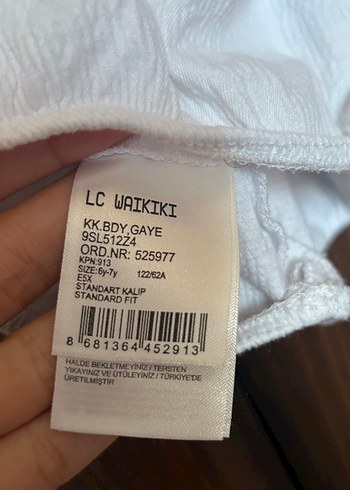 LC WAIKIKI
KK.BDY,GAYE
9SL512Z4
ORD.NR: 525977
KPN:913
SIZE:6y-7y 122/62A
E5X
STANDART KALIP
STANDARD FIT
8 681364 452913
HALDE BEKLETMEYİNİZ / TERSTEN
YIKAYINIZ VE ÜTÜLEYİNİZ / TÜRKİYE'DE
ÜRETİLMİŞTİR